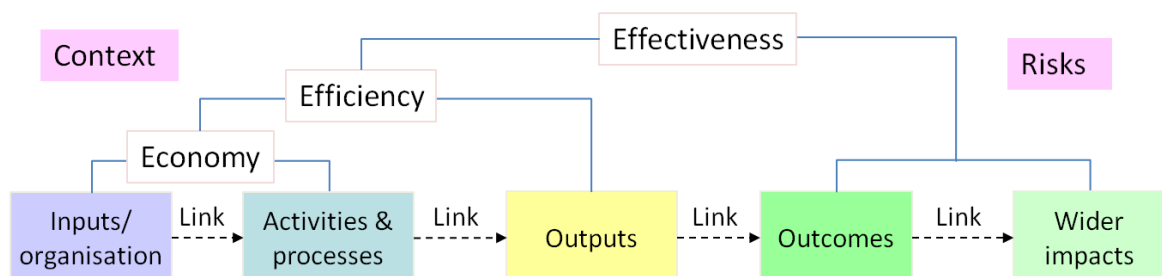 Effectiveness
Context
Risks
Efficiency
Economy
Inputs/
organisation
Link
Activities &
processes
Link
Outputs
Link
Outcomes
Link
Wider
impacts